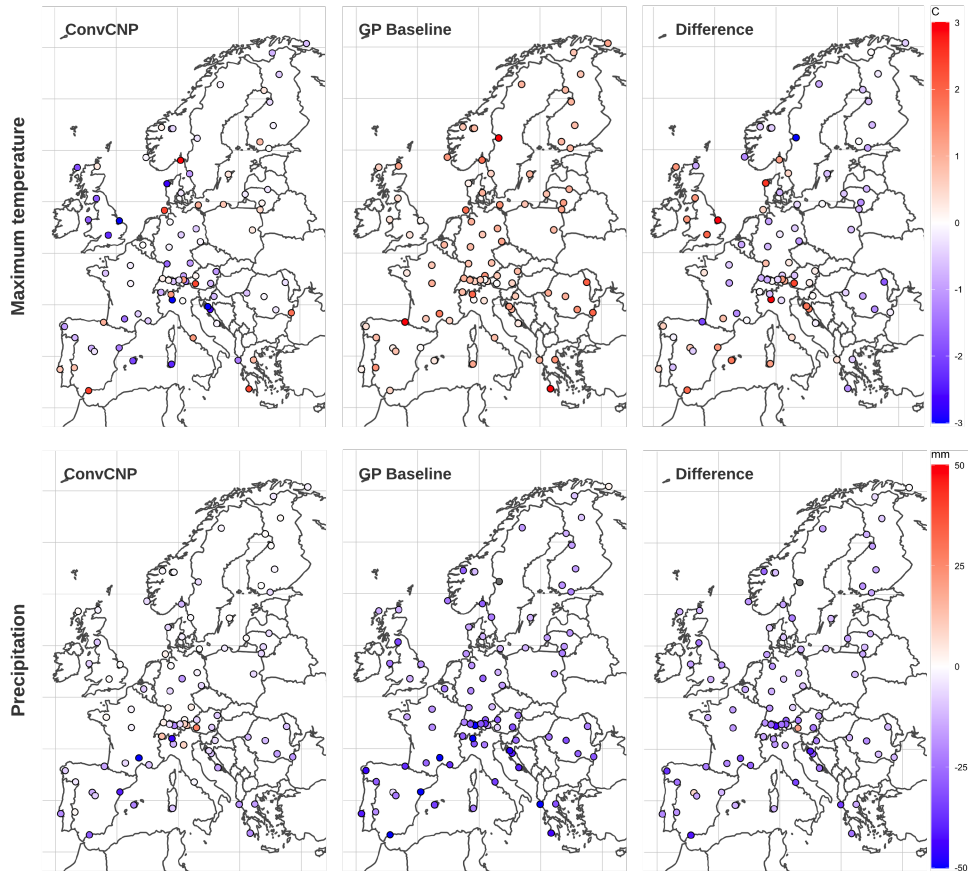 ConvCNP
GP Baseline
Difference
C
3
2
1
0
-1
-2
-3
Maximum temperature
ConvCNP
GP Baseline
Difference
mm
50
25
0
-25
-50
Precipitation